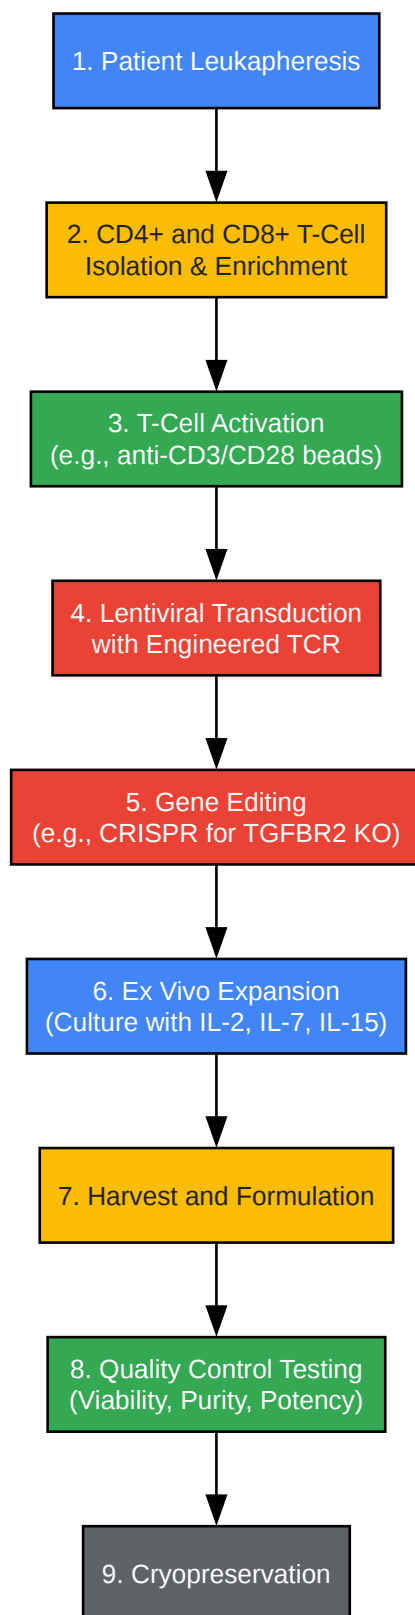 1. Patient Leukapheresis
2. CD4+ and CD8+ T-Cell
Isolation & Enrichment
3. T-Cell Activation
(e.g., anti-CD3/CD28 beads)
4. Lentiviral Transduction
with Engineered TCR
5. Gene Editing
(e.g., CRISPR for TGFBR2 KO)
6. Ex Vivo Expansion
(Culture with IL-2, IL-7, IL-15)
7. Harvest and Formulation
8. Quality Control Testing
(Viability, Purity, Potency)
9. Cryopreservation